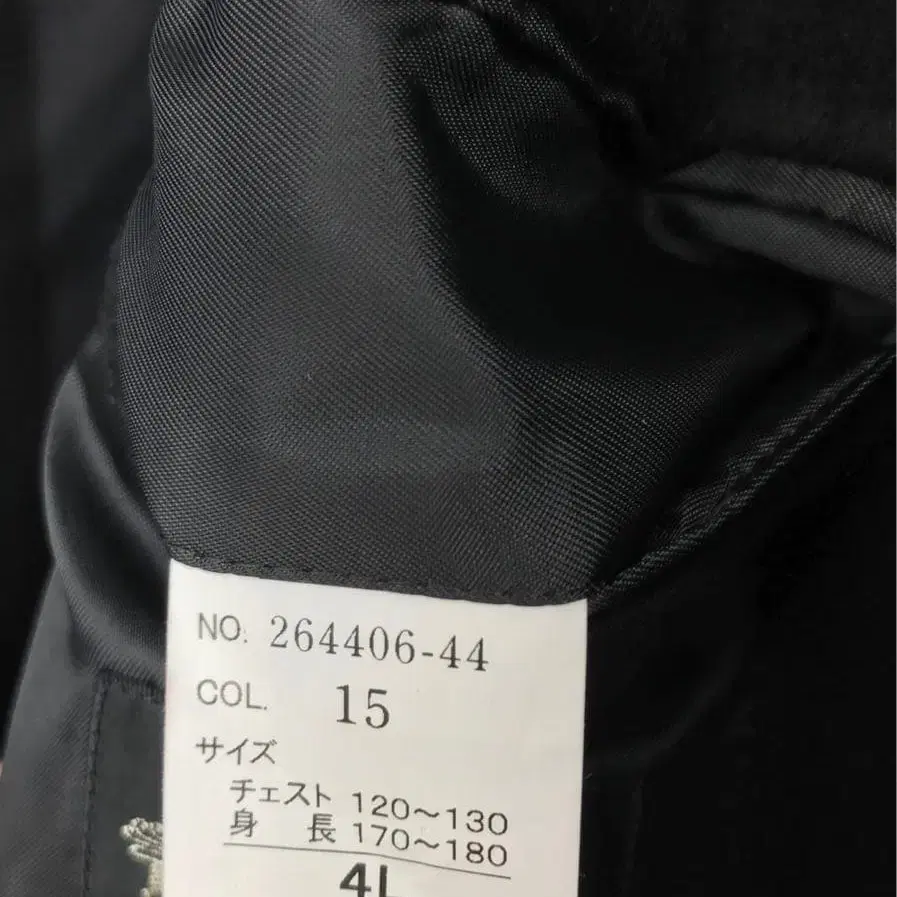 NO. 264406-44
COL. 15
サイズ
チェスト 120～130
身　長 170～180
4L